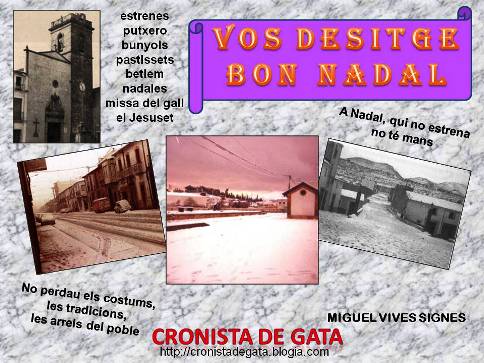 estrenes
putxero
bunyols
pastissets
betlem
nadales
missa del gall
el Jesuset
VOS DESITGE
BON NADAL
A Nadal, qui no estrena
no té mans
No perdau els costums,
les tradicions,
les arrels del poble
MIGUEL VIVES SIGNES
CRONISTA DE GATA
http://cronistadegata.blogia.com